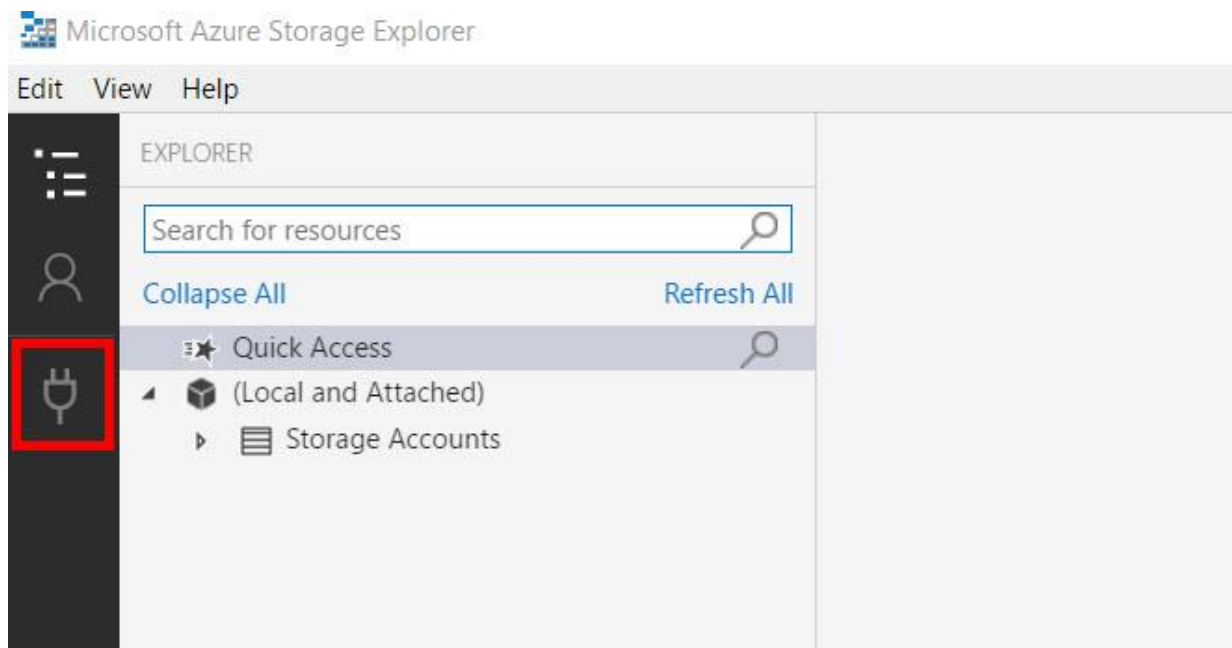 Microsoft Azure Storage Explorer
Edit View Help
EXPLORER
Search for resources
Collapse All Refresh All
Quick Access
(Local and Attached)
Storage Accounts